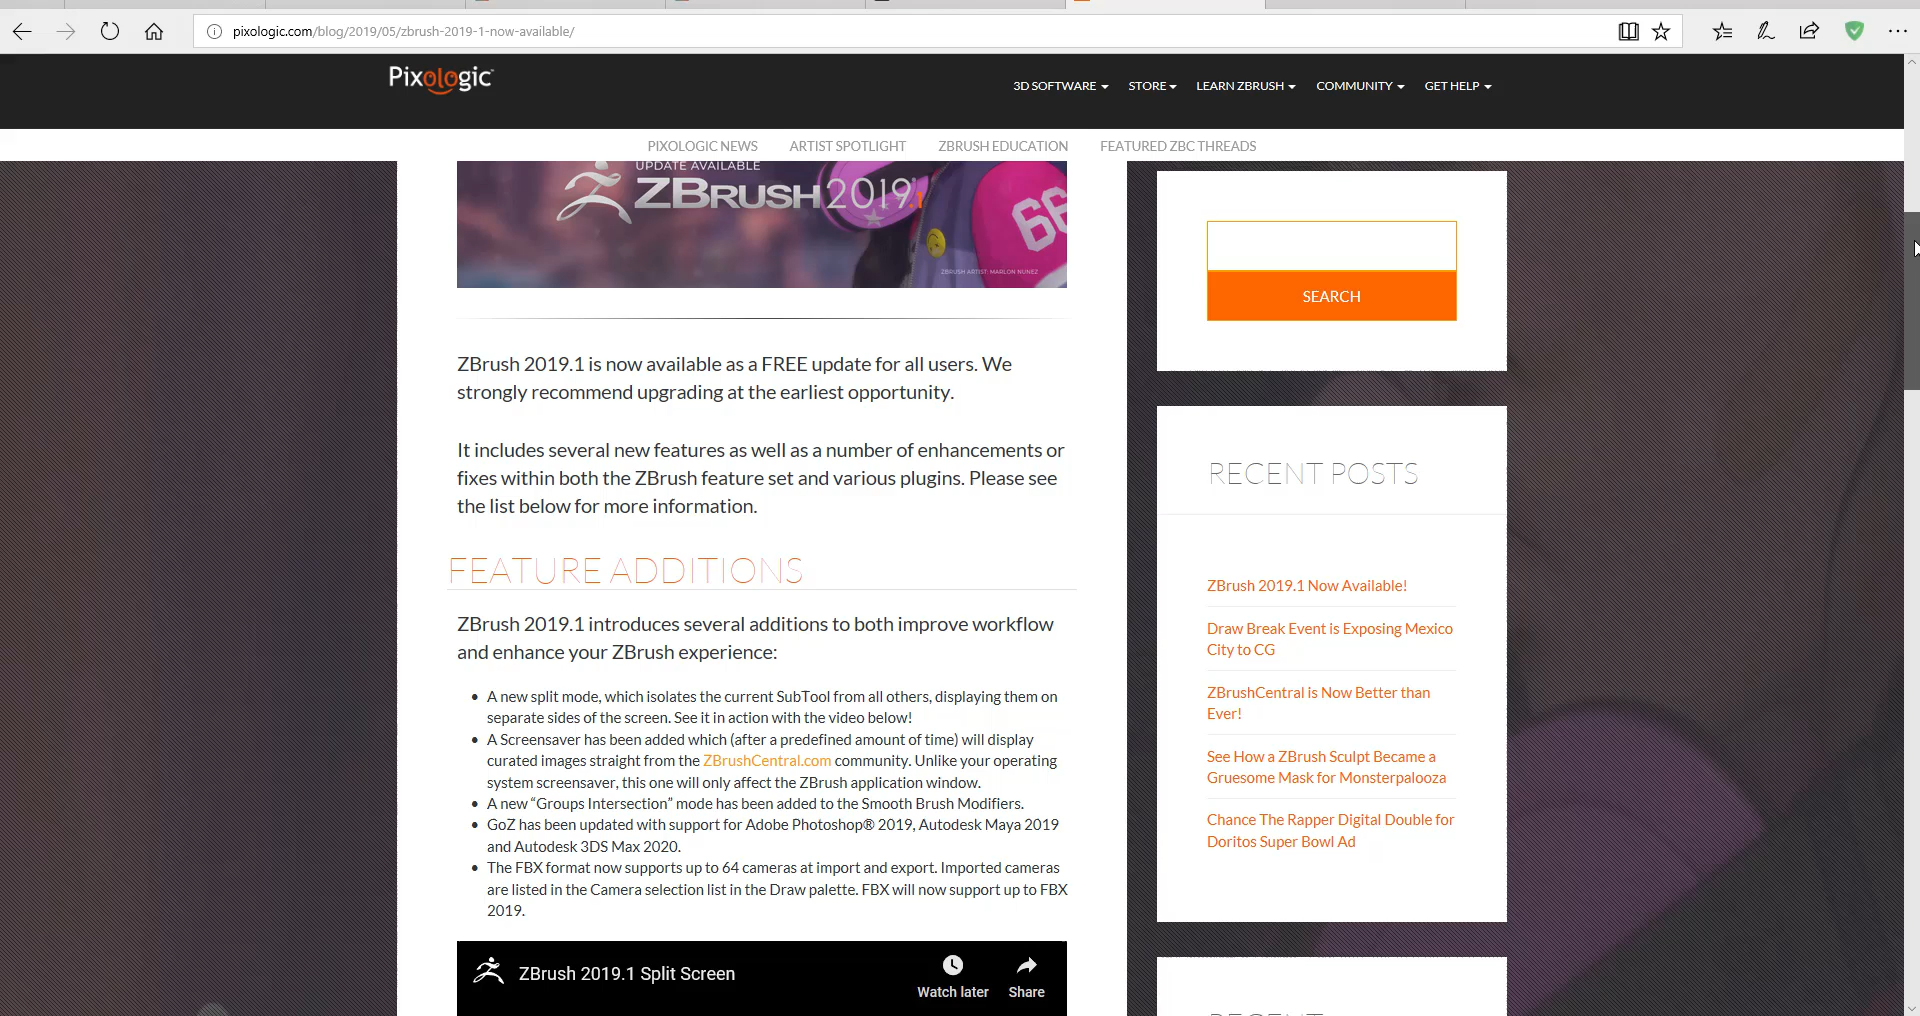 pixologic.com/blog/2019/05/zbrush-2019-1-now-available/
Pixologic
3D SOFTWARE
STORE
LEARN ZBRUSH
COMMUNITY
GET HELP
PIXOLOGIC NEWS
ARTIST SPOTLIGHT
ZBRUSH EDUCATION
FEATURED ZBC THREADS
UPDATE AVAILABLE
ZBRUSH 2019.1
66
ZBRUSH ARTIST: MARLON NUNEZ
ZBrush 2019.1 is now available as a FREE update for all users. We
strongly recommend upgrading at the earliest opportunity.
It includes several new features as well as a number of enhancements or
fixes within both the ZBrush feature set and various plugins. Please see
the list below for more information.
FEATURE ADDITIONS
ZBrush 2019.1 introduces several additions to both improve workflow
and enhance your ZBrush experience:
• A new split mode, which isolates the current SubTool from all others, displaying them on
separate sides of the screen. See it in action with the video below!
• A Screensaver has been added which (after a predefined amount of time) will display
curated images straight from the ZBrushCentral.com community. Unlike your operating
system screensaver, this one will only affect the ZBrush application window.
• A new “Groups Intersection” mode has been added to the Smooth Brush Modifiers.
• GoZ has been updated with support for Adobe Photoshop® 2019, Autodesk Maya 2019
and Autodesk 3DS Max 2020.
• The FBX format now supports up to 64 cameras at import and export. Imported cameras
are listed in the Camera selection list in the Draw palette. FBX will now support up to FBX
2019.
ZBrush 2019.1 Split Screen
Watch later
Share
SEARCH
RECENT POSTS
ZBrush 2019.1 Now Available!
Draw Break Event is Exposing Mexico
City to CG
ZBrushCentral is Now Better than
Ever!
See How a ZBrush Sculpt Became a
Gruesome Mask for Monsterpalooza
Chance The Rapper Digital Double for
Doritos Super Bowl Ad
RECENT